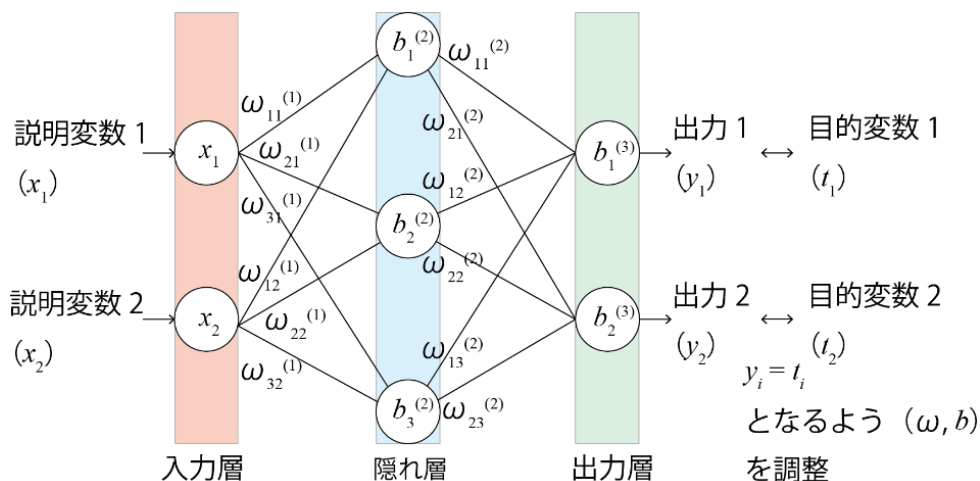 説明変数 1
(x₁)
説明変数 2
(x₂)
x₁
x₂
ω₁₁⁽¹⁾
ω₂₁⁽¹⁾
ω₃₁⁽¹⁾
ω₁₂⁽¹⁾
ω₂₂⁽¹⁾
ω₃₂⁽¹⁾
b₁⁽²⁾
b₂⁽²⁾
b₃⁽²⁾
ω₁₁⁽²⁾
ω₂₁⁽²⁾
ω₁₂⁽²⁾
ω₂₂⁽²⁾
ω₁₃⁽²⁾
ω₂₃⁽²⁾
b₁⁽³⁾
b₂⁽³⁾
出力 1
(y₁)
目的変数 1
(t₁)
出力 2
(y₂)
目的変数 2
(t₂)
yᵢ = tᵢ
となるよう (ω, b)
を調整
入力層
隠れ層
出力層